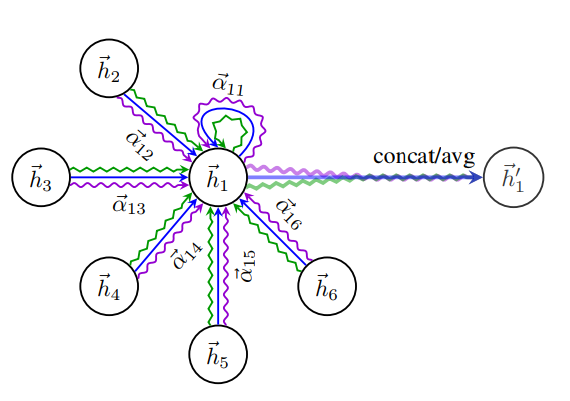 h⃗₂
α⃗₁₁
α⃗₁₂
concat/avg
h⃗₃
h⃗₁
h⃗′₁
α⃗₁₃
α⃗₁₆
α⃗₁₄
α⃗₁₅
h⃗₄
h⃗₆
h⃗₅